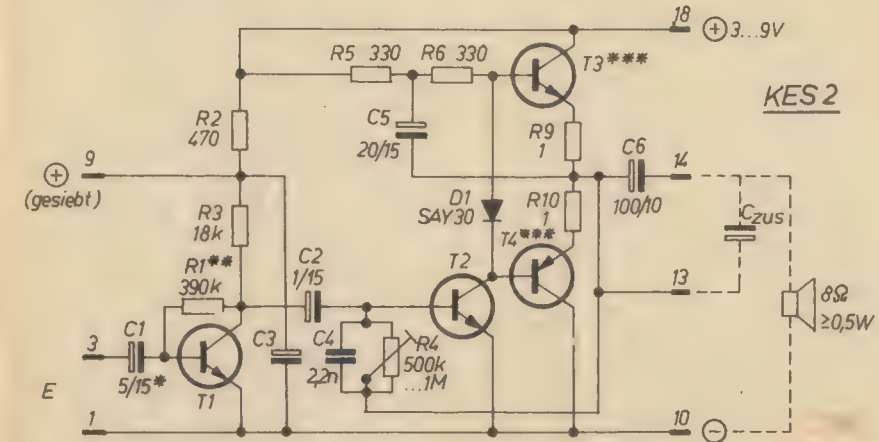 18
3...9V
R5 330
R6 330
T3***
KES 2
R2
470
C5
20/15
R9
1
C6
14
9
(gesiebt)
100/10
R3
18k
D1
SAY30
R10
1
Czus
C2
1/15
T4***
T2
R1**
390k
13
8Ω
≥0,5W
C1
3
C3
C4
2,2n
R4
500k
...1M
5/15*
E
T1
1
10